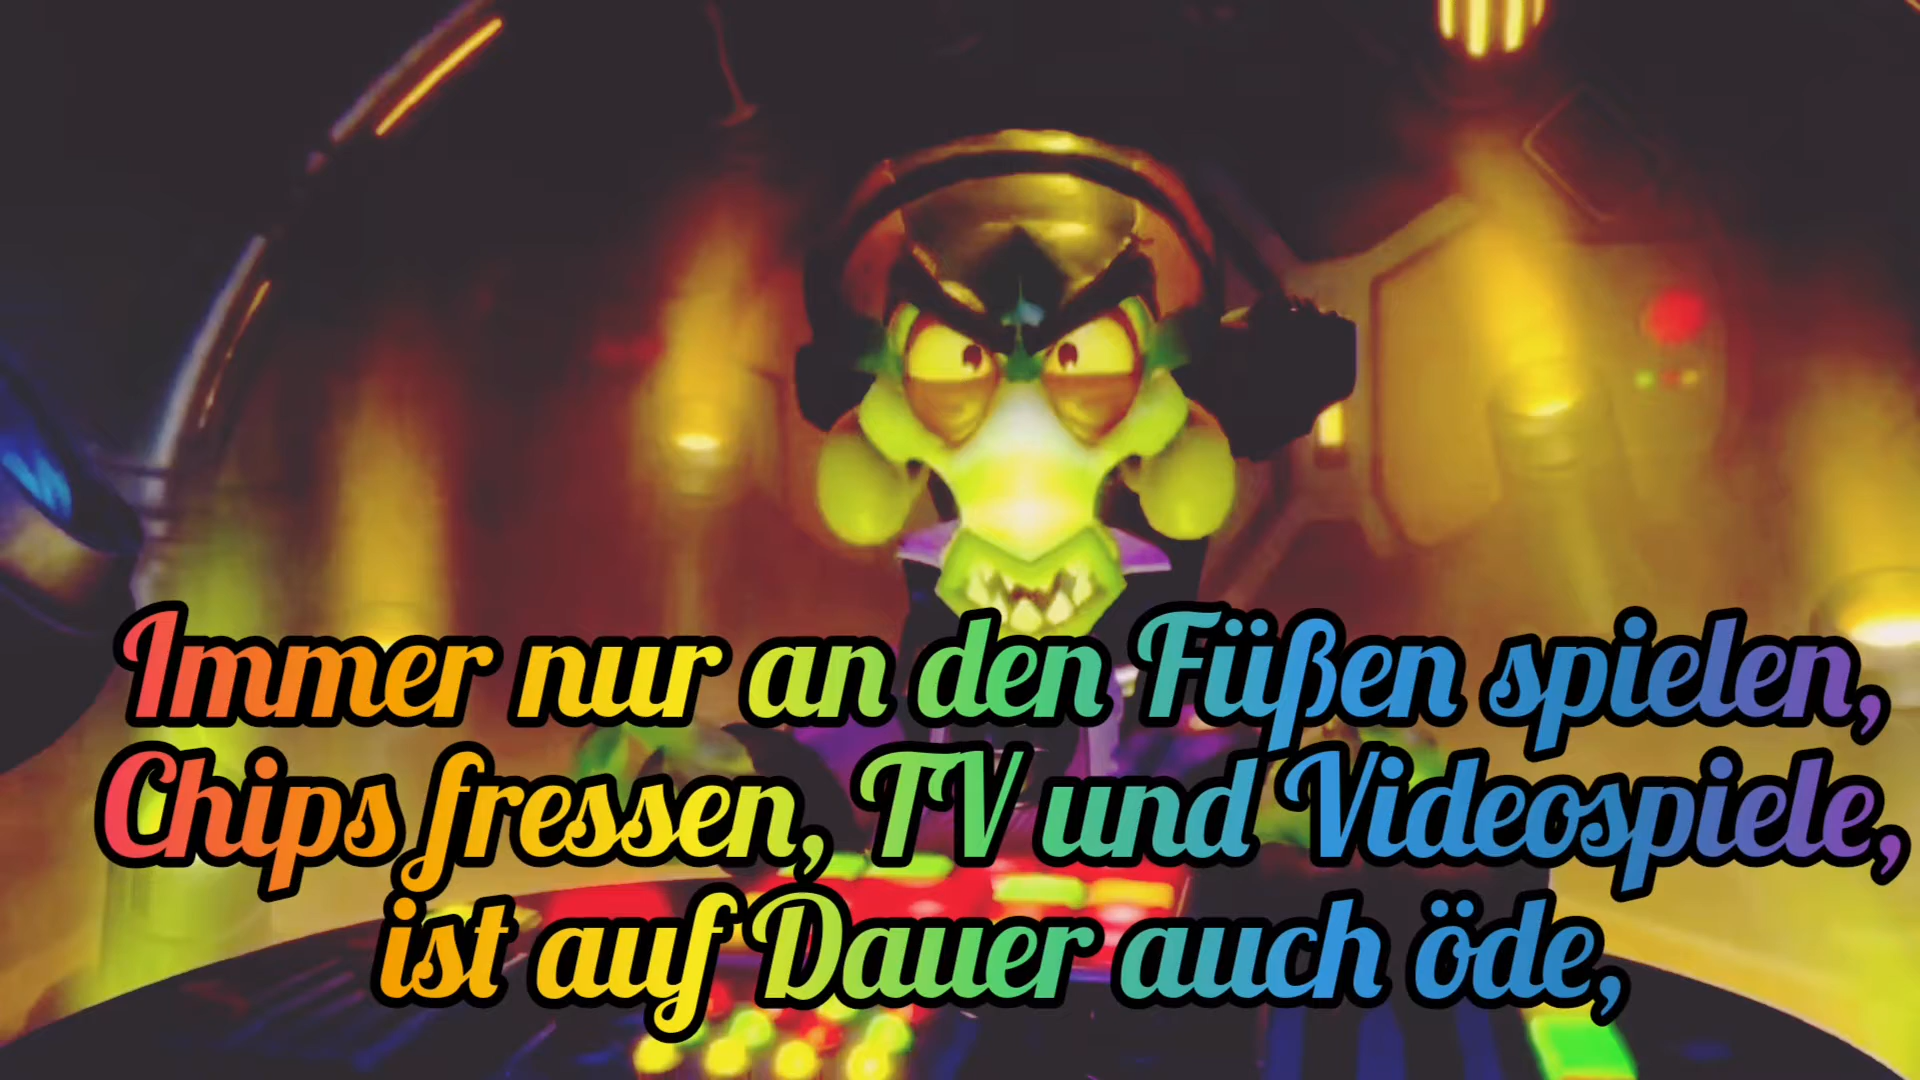 Immer nur an den Füßen spielen,
Chips fressen, TV und Videospiele,
ist auf Dauer auch öde,